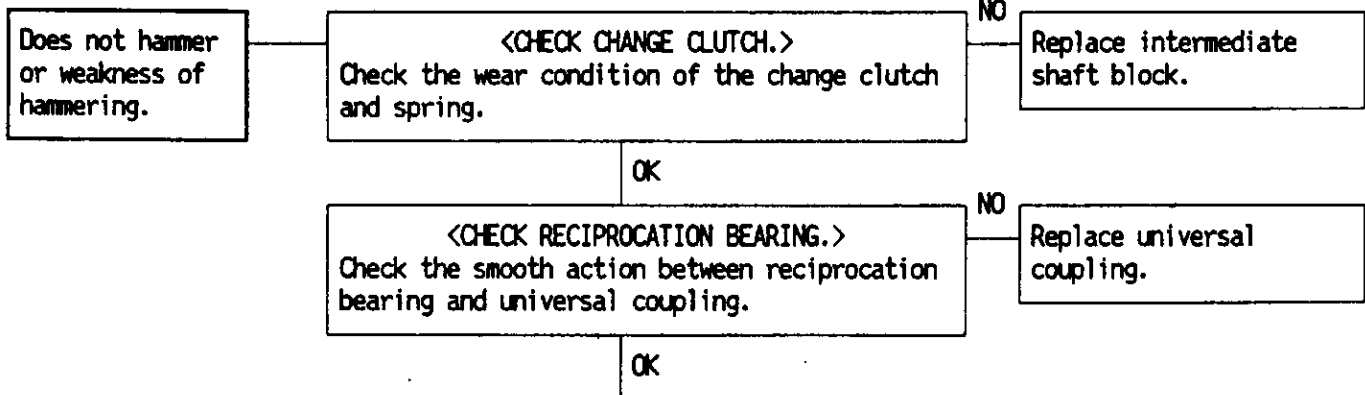 Does not hammer
or weakness of
hammering.
<CHECK CHANGE CLUTCH.>
Check the wear condition of the change clutch
and spring.
NO
Replace intermediate
shaft block.
OK
<CHECK RECIPROCATION BEARING.>
Check the smooth action between reciprocation
bearing and universal coupling.
NO
Replace universal
coupling.
OK